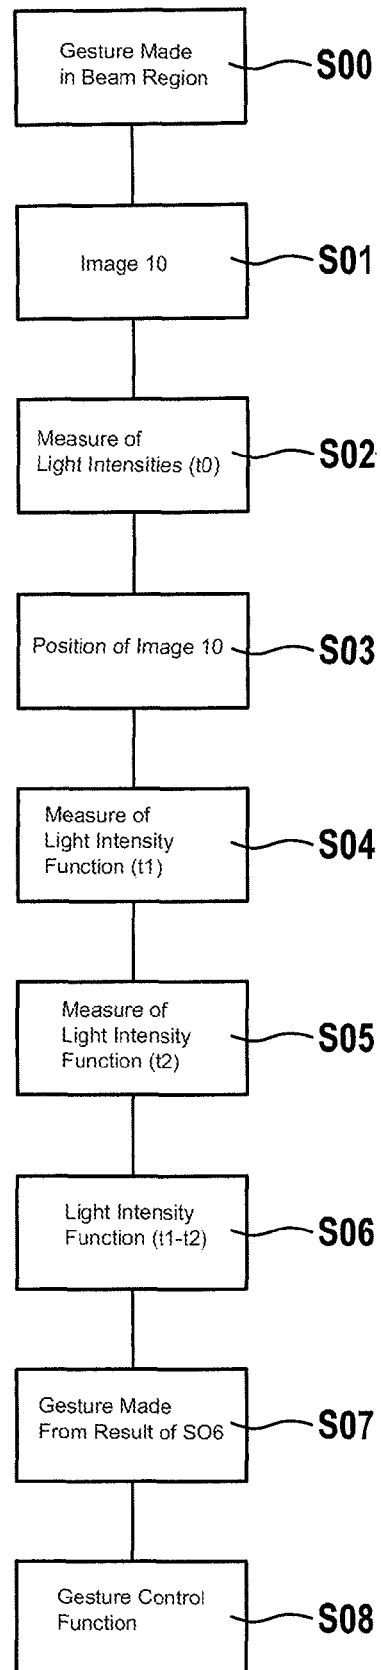 Gesture Made
in Beam Region
S00
Image 10
S01
Measure of
Light Intensities (t0)
S02
Position of Image 10
S03
Measure of
Light Intensity
Function (t1)
S04
Measure of
Light Intensity
Function (t2)
S05
Light Intensity
Function (t1-t2)
S06
Gesture Made
From Result of SO6
S07
Gesture Control
Function
S08